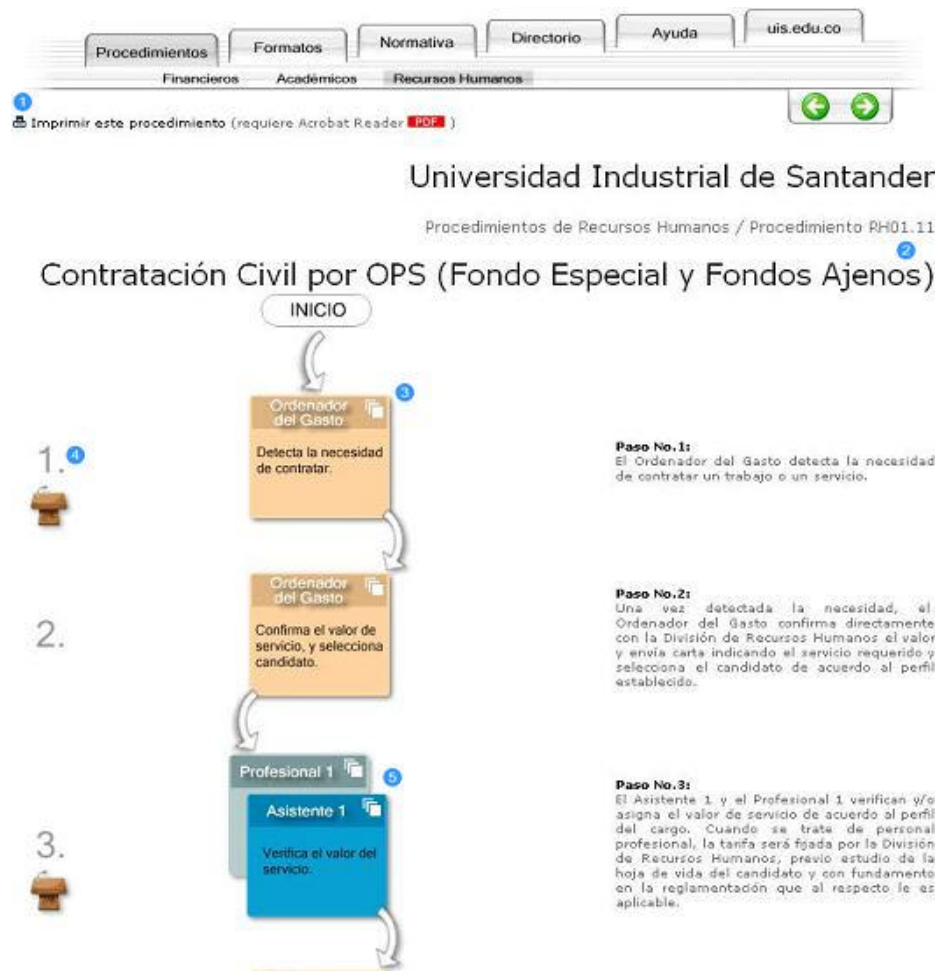 Procedimientos Formatos Normativa Directorio Ayuda uis.edu.co
Financieros Académicos Recursos Humanos
1
Imprimir este procedimiento (requiere Acrobat Reader PDF )
Universidad Industrial de Santander
Procedimientos de Recursos Humanos / Procedimiento RH01.11
2
Contratación Civil por OPS (Fondo Especial y Fondos Ajenos)
INICIO
3
Ordenador
del Gasto
Detecta la necesidad
de contratar.
1.
4
Paso No.1:
El Ordenador del Gasto detecta la necesidad
de contratar un trabajo o un servicio.
Ordenador
del Gasto
Confirma el valor de
servicio, y selecciona
candidato.
2.
Paso No.2:
Una vez detectada la necesidad, el
Ordenador del Gasto confirma directamente
con la División de Recursos Humanos el valor
y envía carta indicando el servicio requerido y
selecciona el candidato de acuerdo al perfil
establecido.
Profesional 1
5
Asistente 1
Verifica el valor del
servicio.
3.
Paso No.3:
El Asistente 1 y el Profesional 1 verifican y/o
asigna el valor de servicio de acuerdo al perfil
del cargo. Cuando se trate de personal
profesional, la tarifa será fijada por la División
de Recursos Humanos, previo estudio de la
hoja de vida del candidato y con fundamento
en la reglamentación que al respecto le es
aplicable.